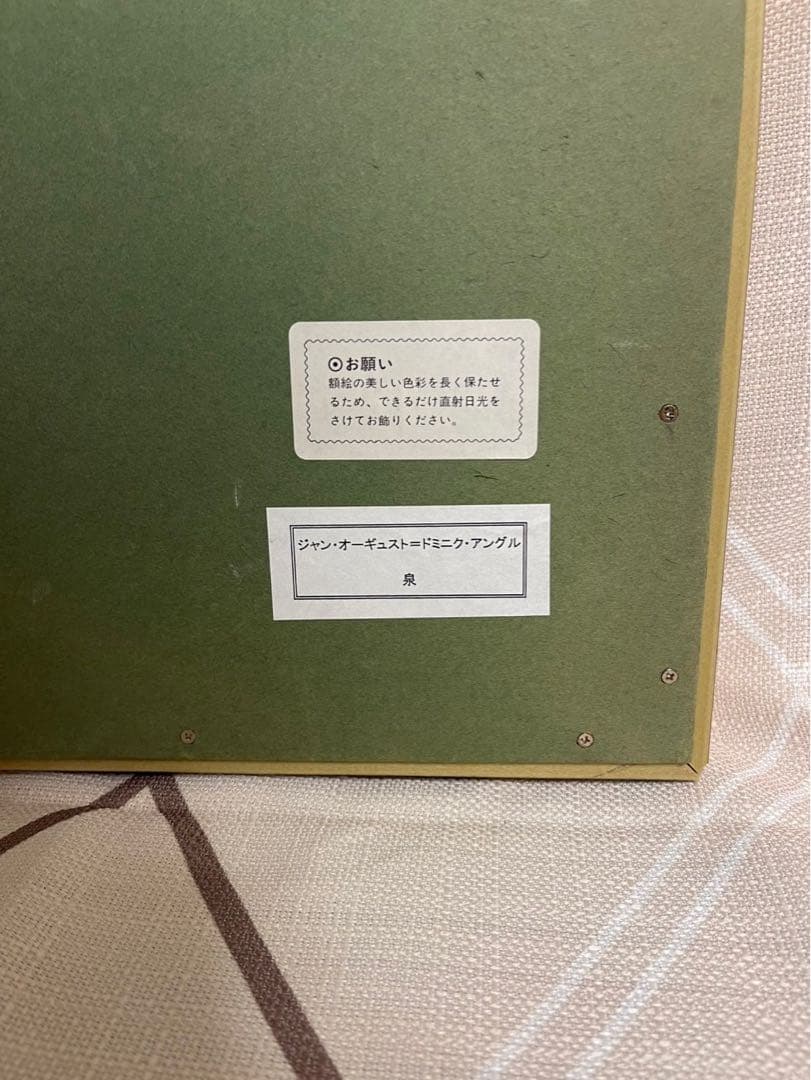 ⦿お願い
額絵の美しい色彩を長く保たせ
るため、できるだけ直射日光を
さけてお飾りください。
ジャン・オーギュスト＝ドミニク・アングル
泉